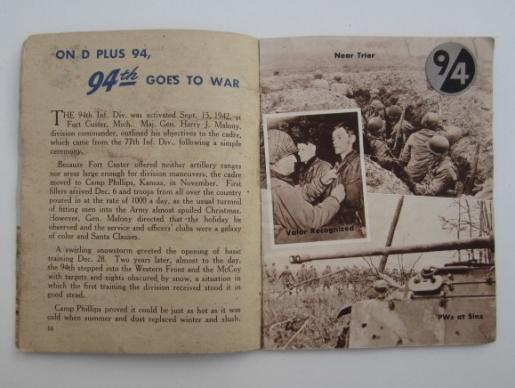 ON D PLUS 94,
94th GOES TO WAR
THE 94th Inf. Div. was activated Sept. 15, 1942, at
Fort Custer, Mich. Maj. Gen. Harry J. Malony,
division commander, outlined his objectives to the cadre,
which came from the 77th Inf. Div., following a simple
ceremony.
Because Fort Custer offered neither artillery ranges
nor areas large enough for division maneuvers, the cadre
moved to Camp Phillips, Kansas, in November. First
fillers arrived Dec. 6 and troops from all over the country
poured in at the rate of 1000 a day, as the usual turmoil
of fitting men into the Army almost spoiled Christmas.
However, Gen. Malony directed that the holiday be
observed and the service and officers' clubs were a galaxy
of color and Santa Clauses.
A swirling snowstorm greeted the opening of basic
training Dec. 28. Two years later, almost to the day,
the 94th stepped into the Western Front and the McCoy
with targets and sights obscured by snow, a situation in
which the first training the division received stood it in
good stead.
Camp Phillips proved it could be just as hot as it was
cold when summer and dust replaced winter and slush.
16
Near Trier
94
Valor Recognized
PWs at Sinz